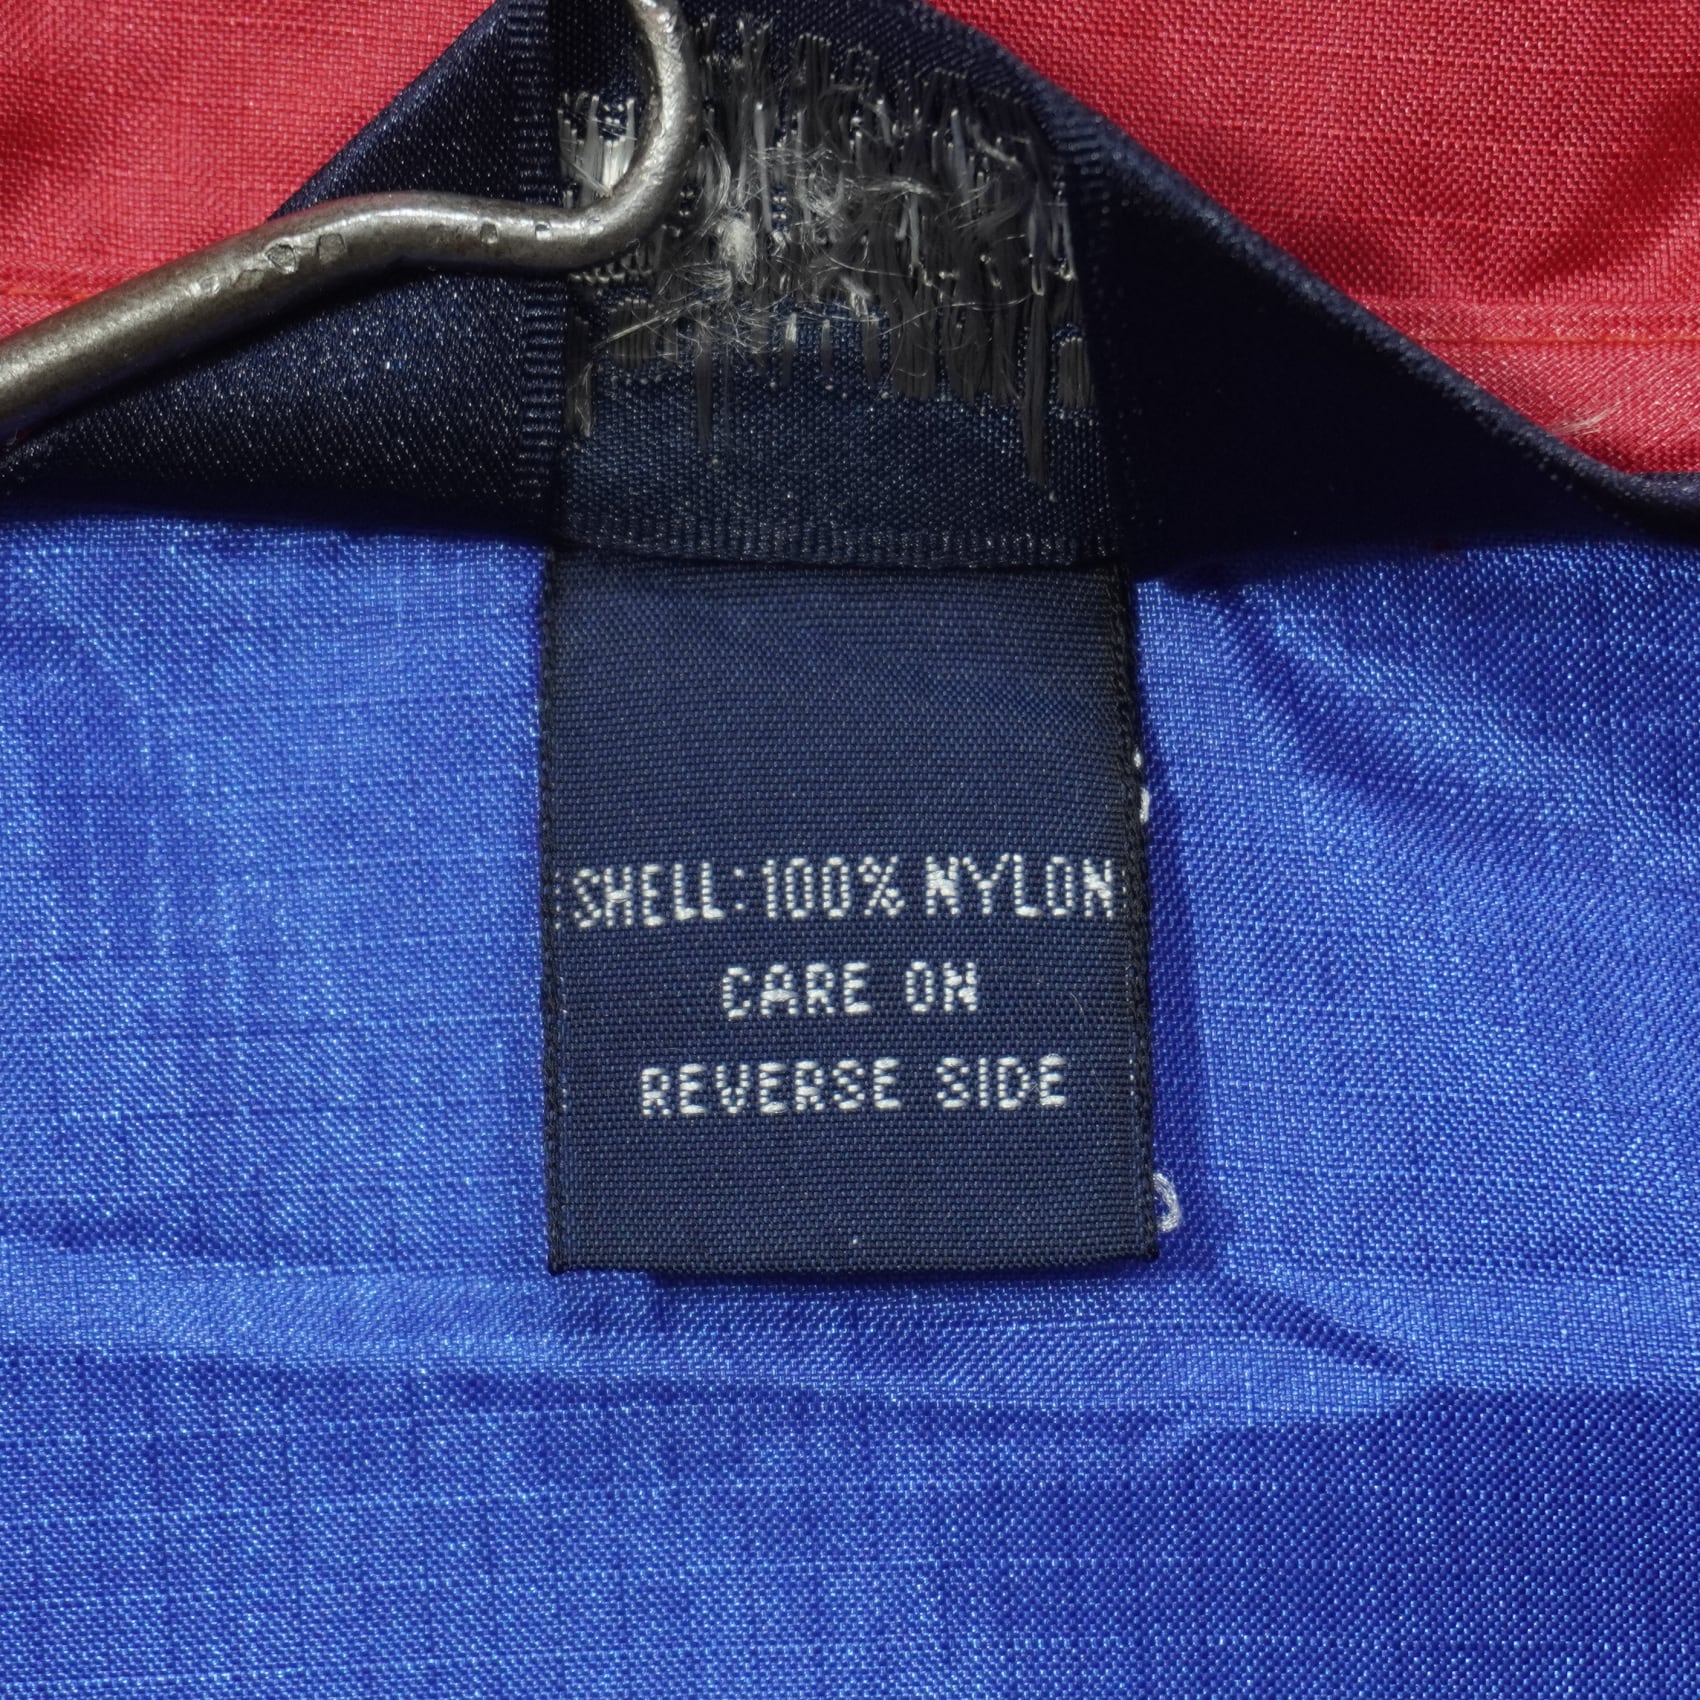 SHELL: 100% NYLON
CARE ON
REVERSE SIDE